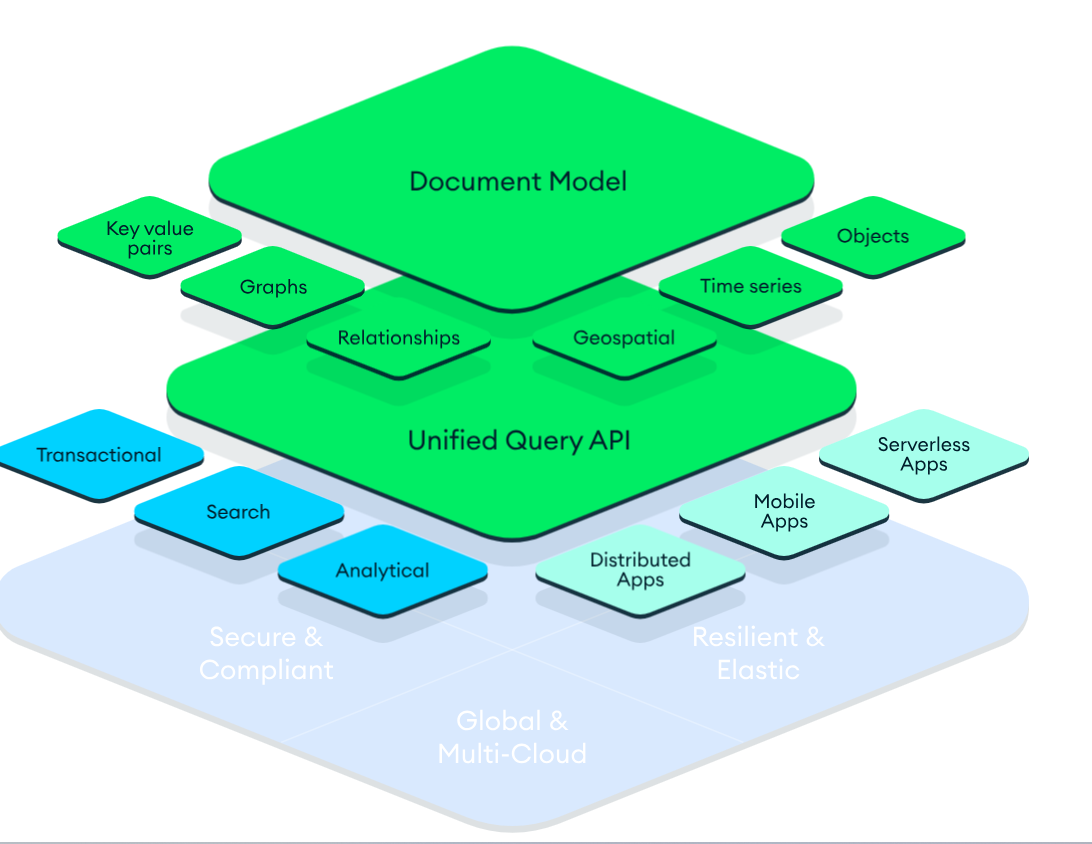 Document Model
Key value
pairs
Objects
Graphs
Time series
Relationships
Geospatial
Unified Query API
Transactional
Serverless
Apps
Search
Mobile
Apps
Analytical
Distributed
Apps
Secure &
Compliant
Resilient &
Elastic
Global &
Multi-Cloud